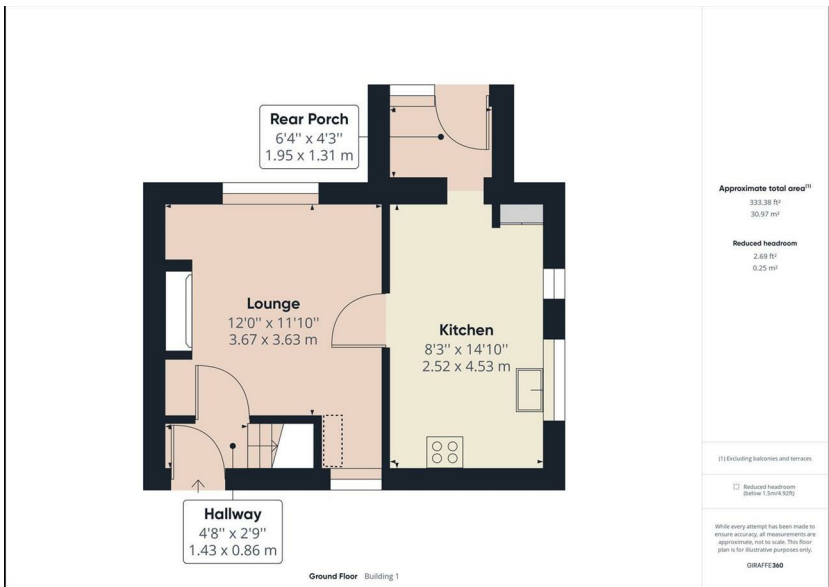 Rear Porch
6'4'' x 4'3''
1.95 x 1.31 m
Lounge
12'0'' x 11'10''
3.67 x 3.63 m
Kitchen
8'3'' x 14'10''
2.52 x 4.53 m
Hallway
4'8'' x 2'9''
1.43 x 0.86 m
Ground Floor Building 1
Approximate total area(1)
333.38 ft²
30.97 m²
Reduced headroom
2.69 ft²
0.25 m²
(1) Excluding balconies and terraces
Reduced headroom
(below 1.5m/4.92ft)
While every attempt has been made to
ensure accuracy, all measurements are
approximate, not to scale. This floor
plan is for illustrative purposes only.
GIRAFFE360